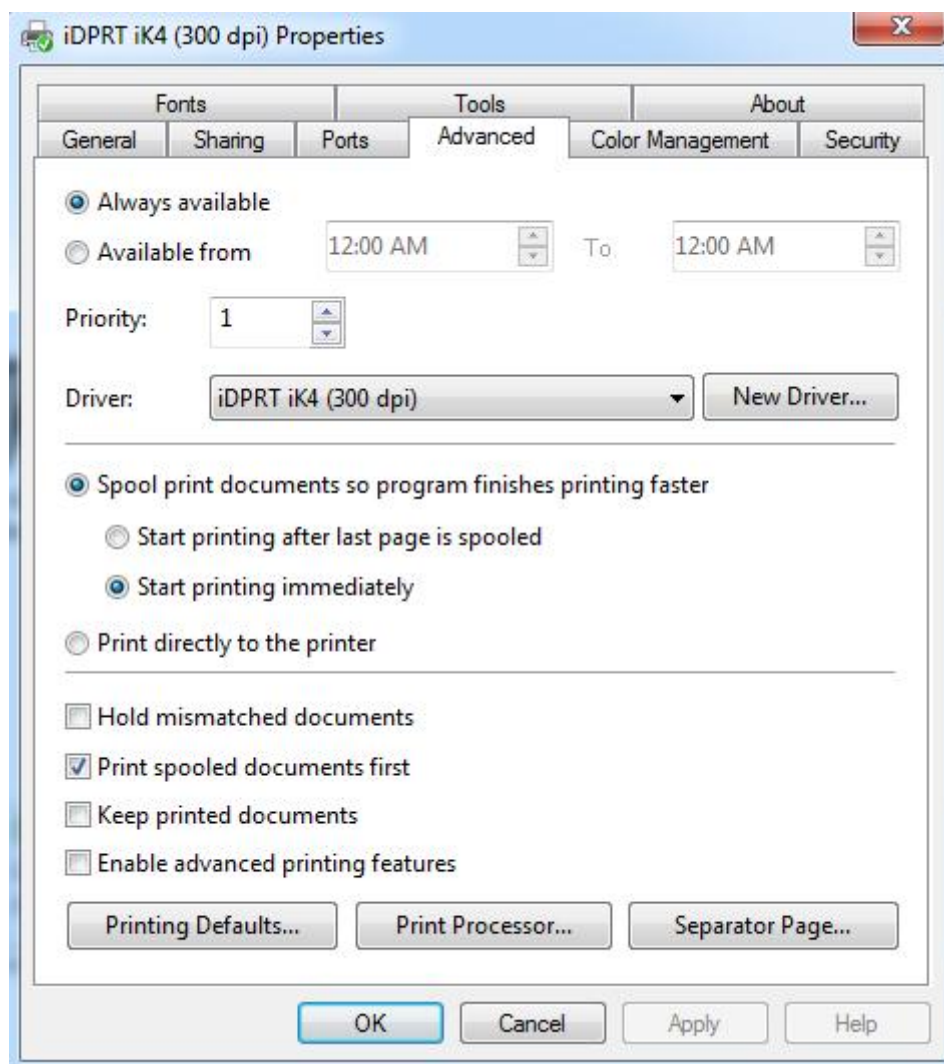 iDPRT iK4 (300 dpi) Properties
X
Fonts Tools About
General Sharing Ports Advanced Color Management Security
Always available
Available from 12:00 AM To 12:00 AM
Priority: 1
Driver: iDPRT iK4 (300 dpi) New Driver...
Spool print documents so program finishes printing faster
Start printing after last page is spooled
Start printing immediately
Print directly to the printer
Hold mismatched documents
Print spooled documents first
Keep printed documents
Enable advanced printing features
Printing Defaults... Print Processor... Separator Page...
OK Cancel Apply Help